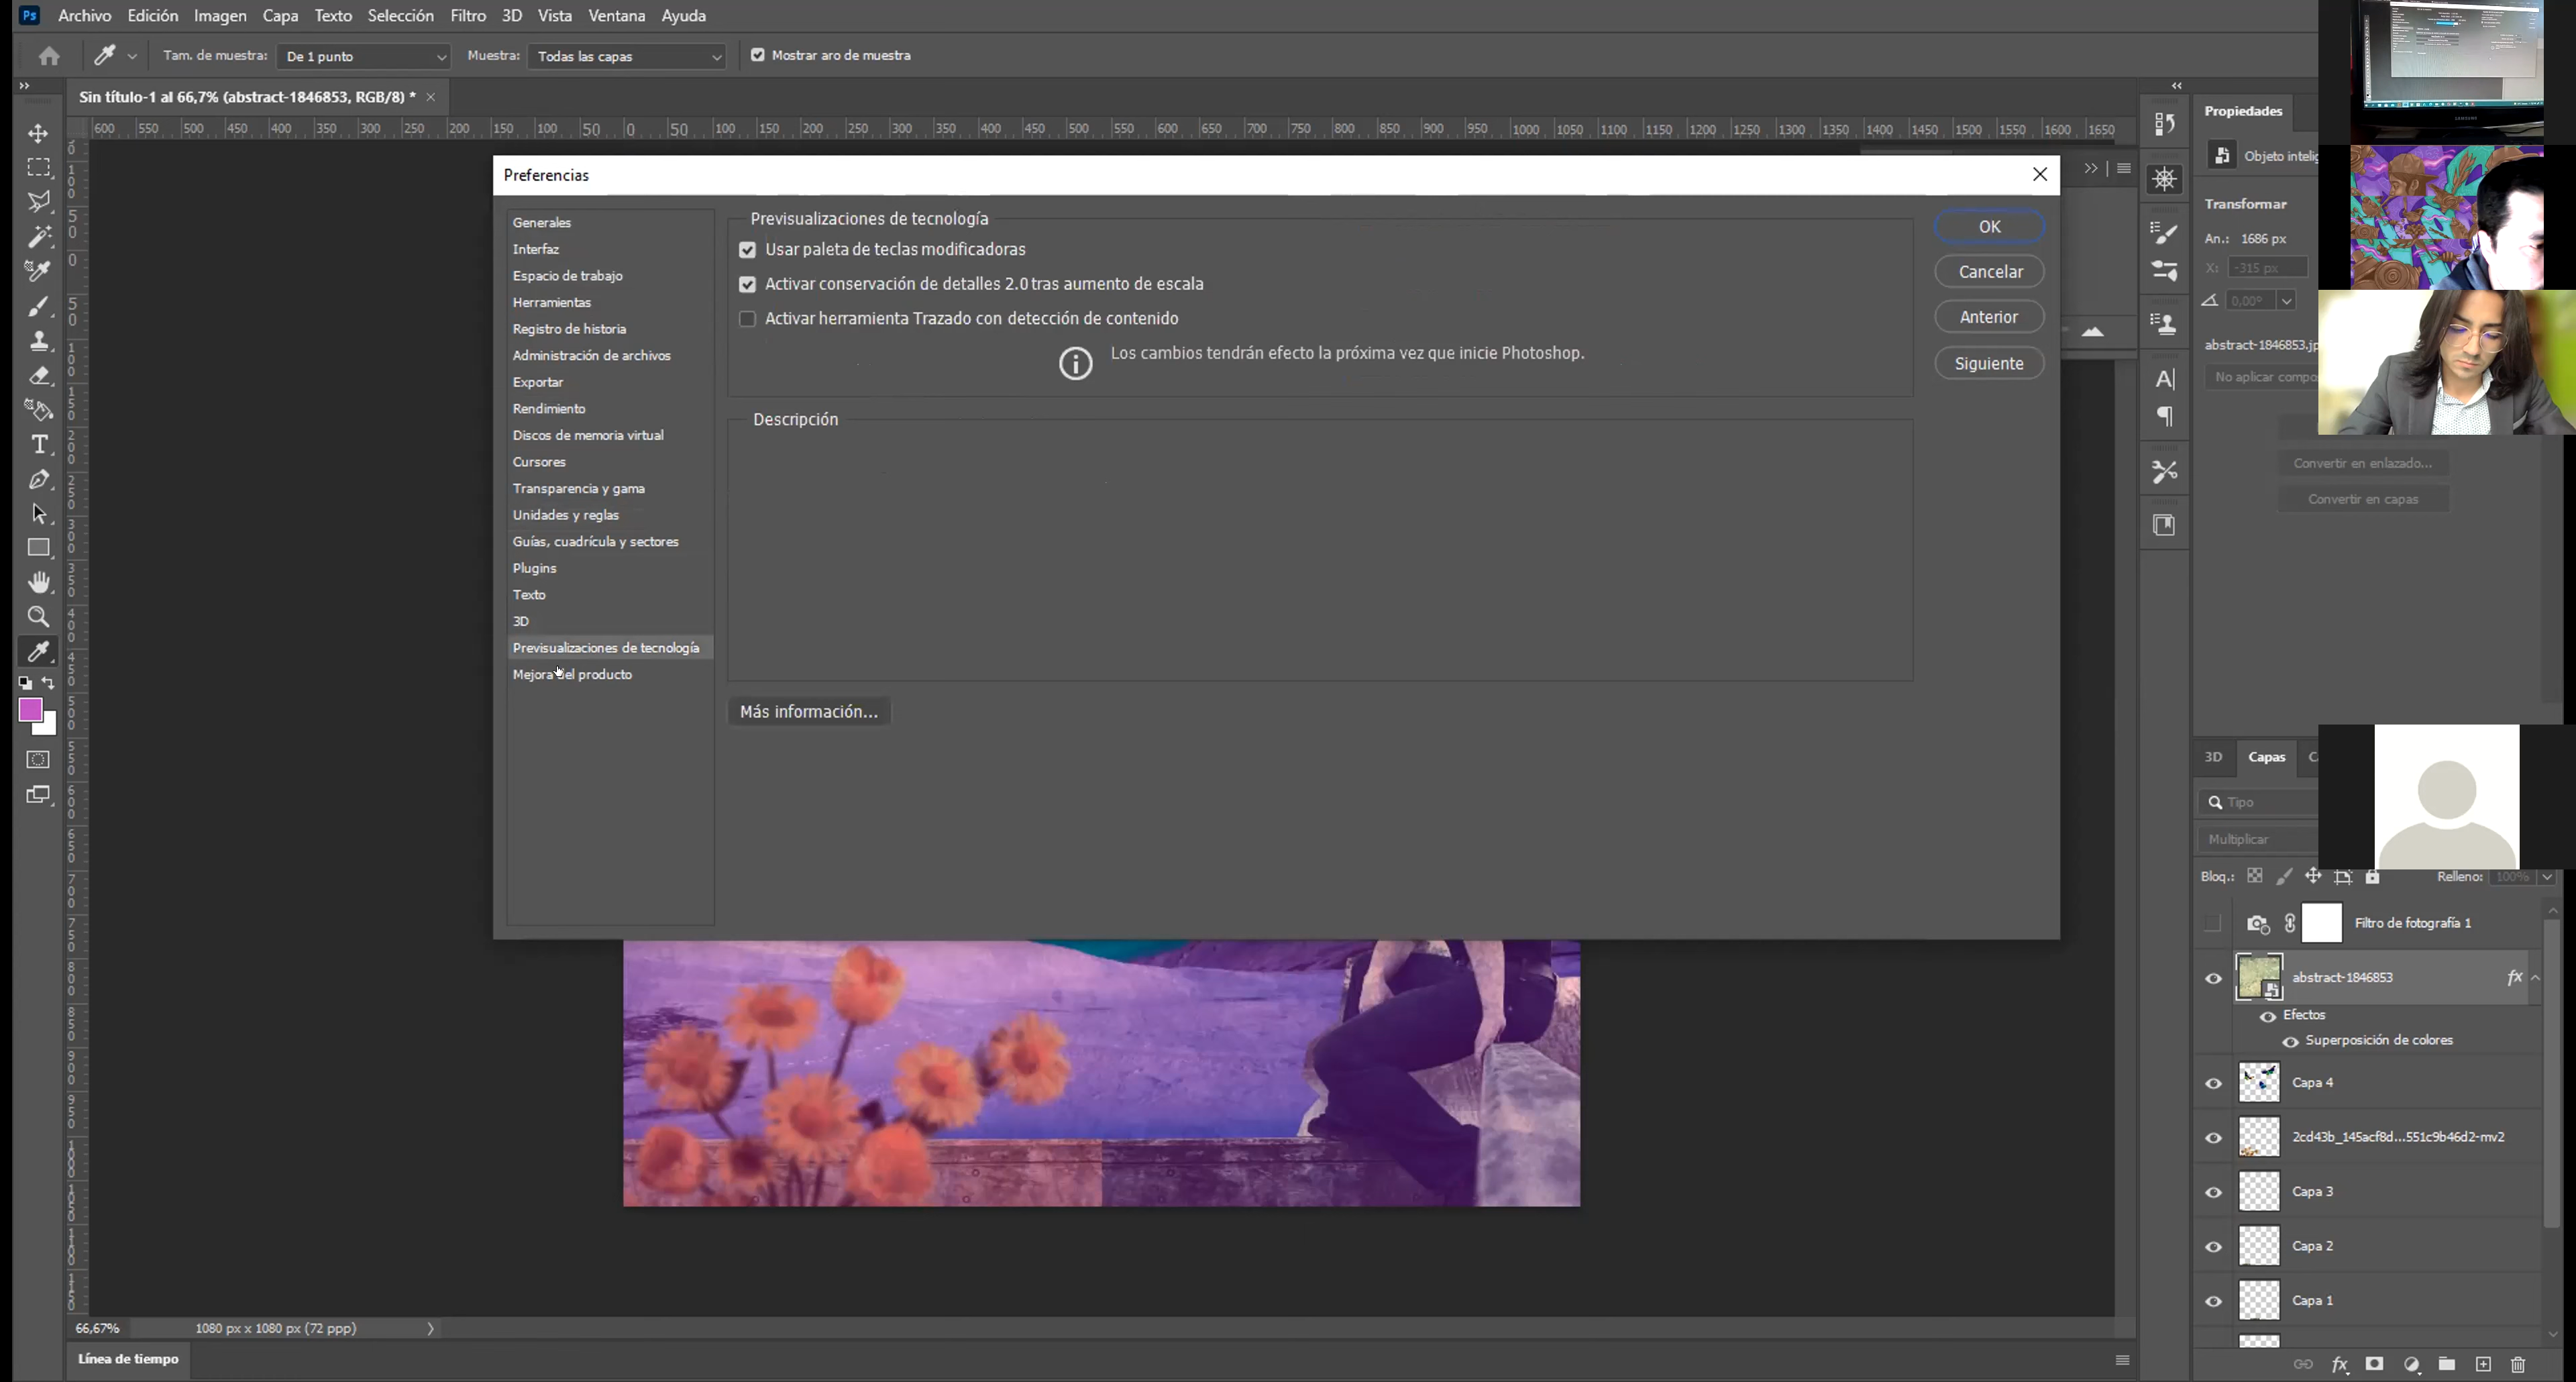 Ps Archivo Edición Imagen Capa Texto Selección Filtro 3D Vista Ventana Ayuda
Tam. de muestra: De 1 punto Muestra: Todas las capas Mostrar aro de muestra
Sin título-1 al 66,7% (abstract-1846853, RGB/8) *
600 550 500 450 400 350 300 250 200 150 100 50 0 50 100 150 200 250 300 350 400 450 500 550 600 650 700 750 800 850 900 950 1000 1050 1100 1150 1200 1250 1300 1350 1400 1450 1500 1550 1600 1650
Preferencias
Generales
Interfaz
Espacio de trabajo
Herramientas
Registro de historia
Administración de archivos
Exportar
Rendimiento
Discos de memoria virtual
Cursores
Transparencia y gama
Unidades y reglas
Guías, cuadrícula y sectores
Plugins
Texto
3D
Previsualizaciones de tecnología
Mejora del producto
Previsualizaciones de tecnología
Usar paleta de teclas modificadoras
Activar conservación de detalles 2.0 tras aumento de escala
Activar herramienta Trazado con detección de contenido
Los cambios tendrán efecto la próxima vez que inicie Photoshop.
Descripción
Más información...
OK
Cancelar
Anterior
Siguiente
Propiedades
Objeto intelig
Transformar
An.: 1686 px
X: -315 px
0,00°
abstract-1846853.jp
No aplicar compo
Convertir en enlazado...
Convertir en capas
3D Capas
Tipo
Multiplicar
Bloq.: Relleno: 100%
Filtro de fotografía 1
abstract-1846853 fx
Efectos
Superposición de colores
Capa 4
2cd43b_145acf8d...551c9b46d2-mv2
Capa 3
Capa 2
Capa 1
66,67% 1080 px x 1080 px (72 ppp)
Línea de tiempo